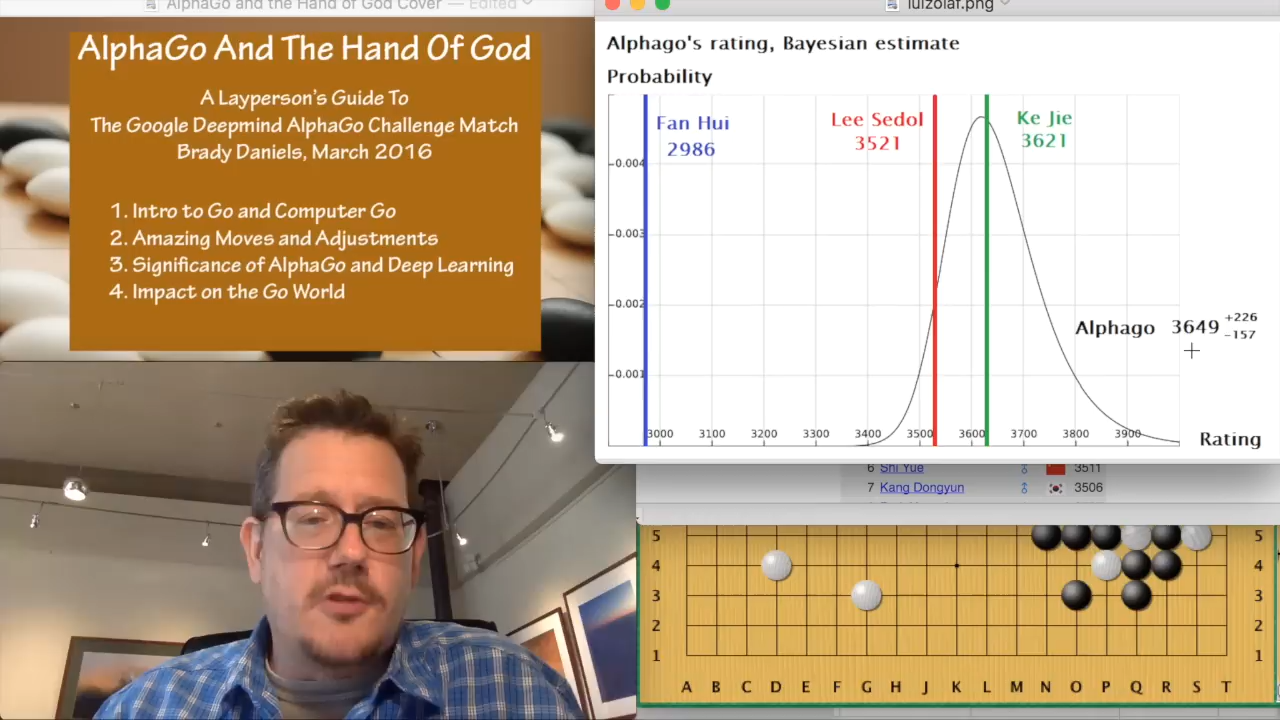 AlphaGo and the Hand of God Cover — Edited
AlphaGo And The Hand Of God
A Layperson's Guide To
The Google Deepmind AlphaGo Challenge Match
Brady Daniels, March 2016
1. Intro to Go and Computer Go
2. Amazing Moves and Adjustments
3. Significance of AlphaGo and Deep Learning
4. Impact on the Go World
luizolaf.png
Alphago's rating, Bayesian estimate
Probability
Fan Hui
2986
Lee Sedol
3521
Ke Jie
3621
0.004
0.003
0.002
0.001
Alphago 3649 +226 -157
3000 3100 3200 3300 3400 3500 3600 3700 3800 3900
Rating
6 Shi Yue 3511
7 Kang Dongyun 3506
5 5
4 4
3 3
2 2
1 1
A B C D E F G H J K L M N O P Q R S T